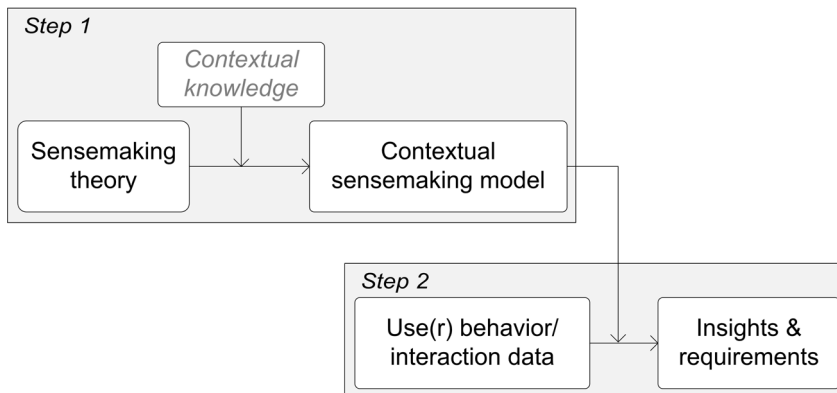 Step 1
Contextual
knowledge
Sensemaking
theory
Contextual
sensemaking model
Step 2
Use(r) behavior/
interaction data
Insights &
requirements